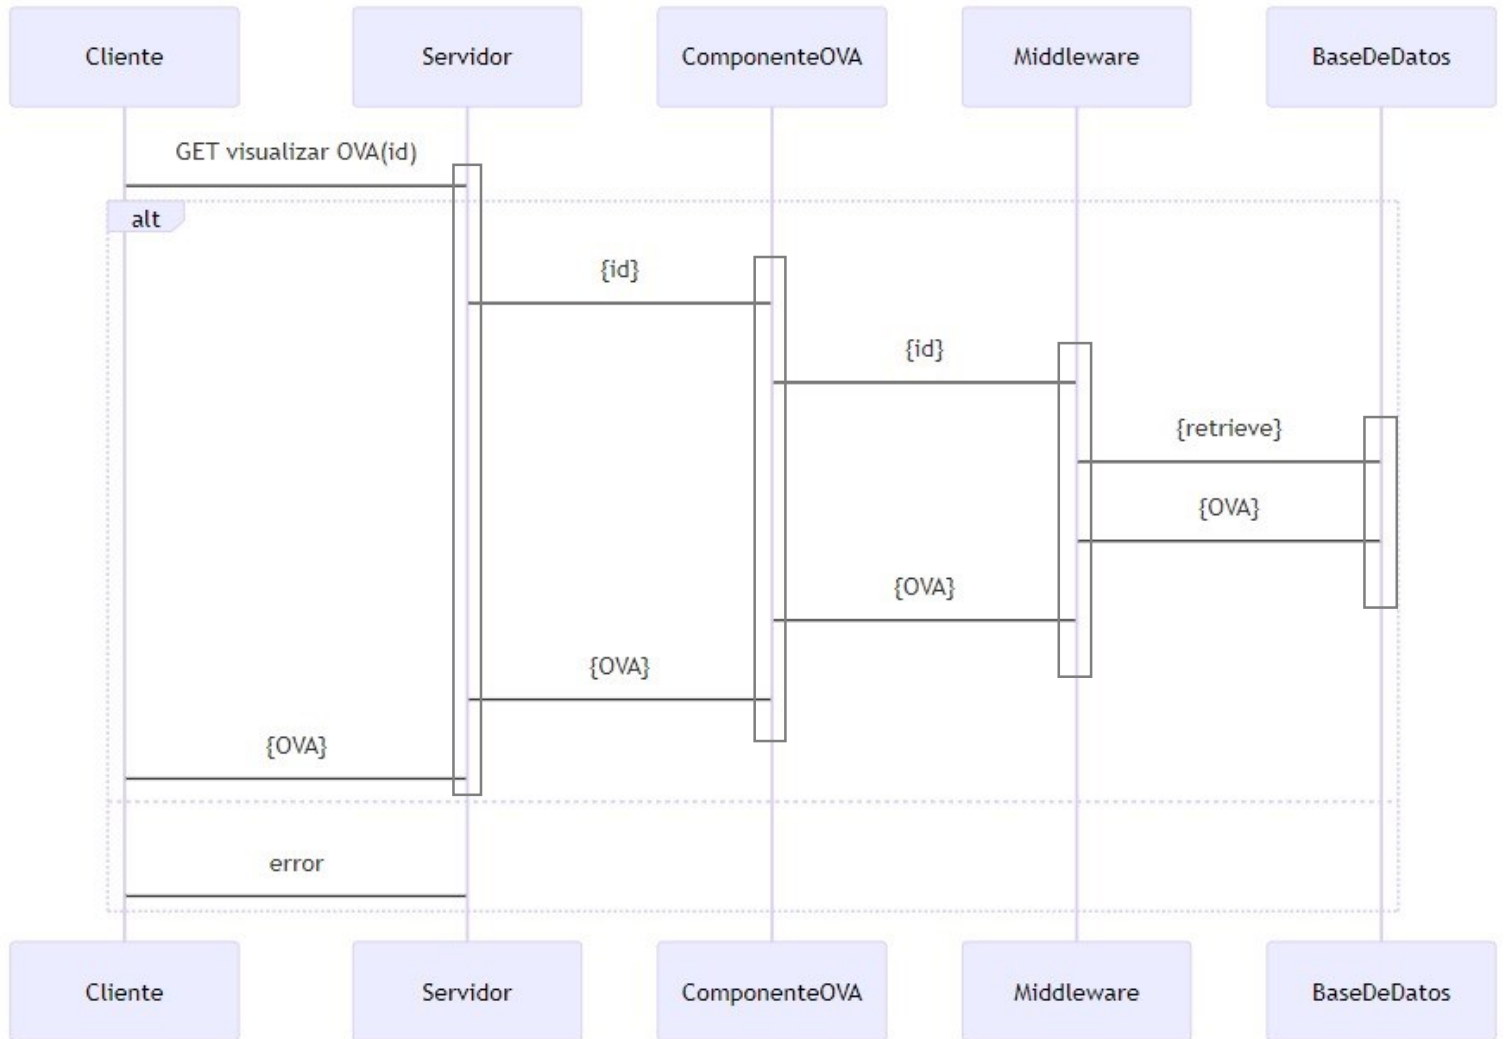 Cliente
Servidor
ComponenteOVA
Middleware
BaseDeDatos
GET visualizar OVA(id)
alt
{id}
{id}
{retrieve}
{OVA}
{OVA}
{OVA}
{OVA}
error
Cliente
Servidor
ComponenteOVA
Middleware
BaseDeDatos